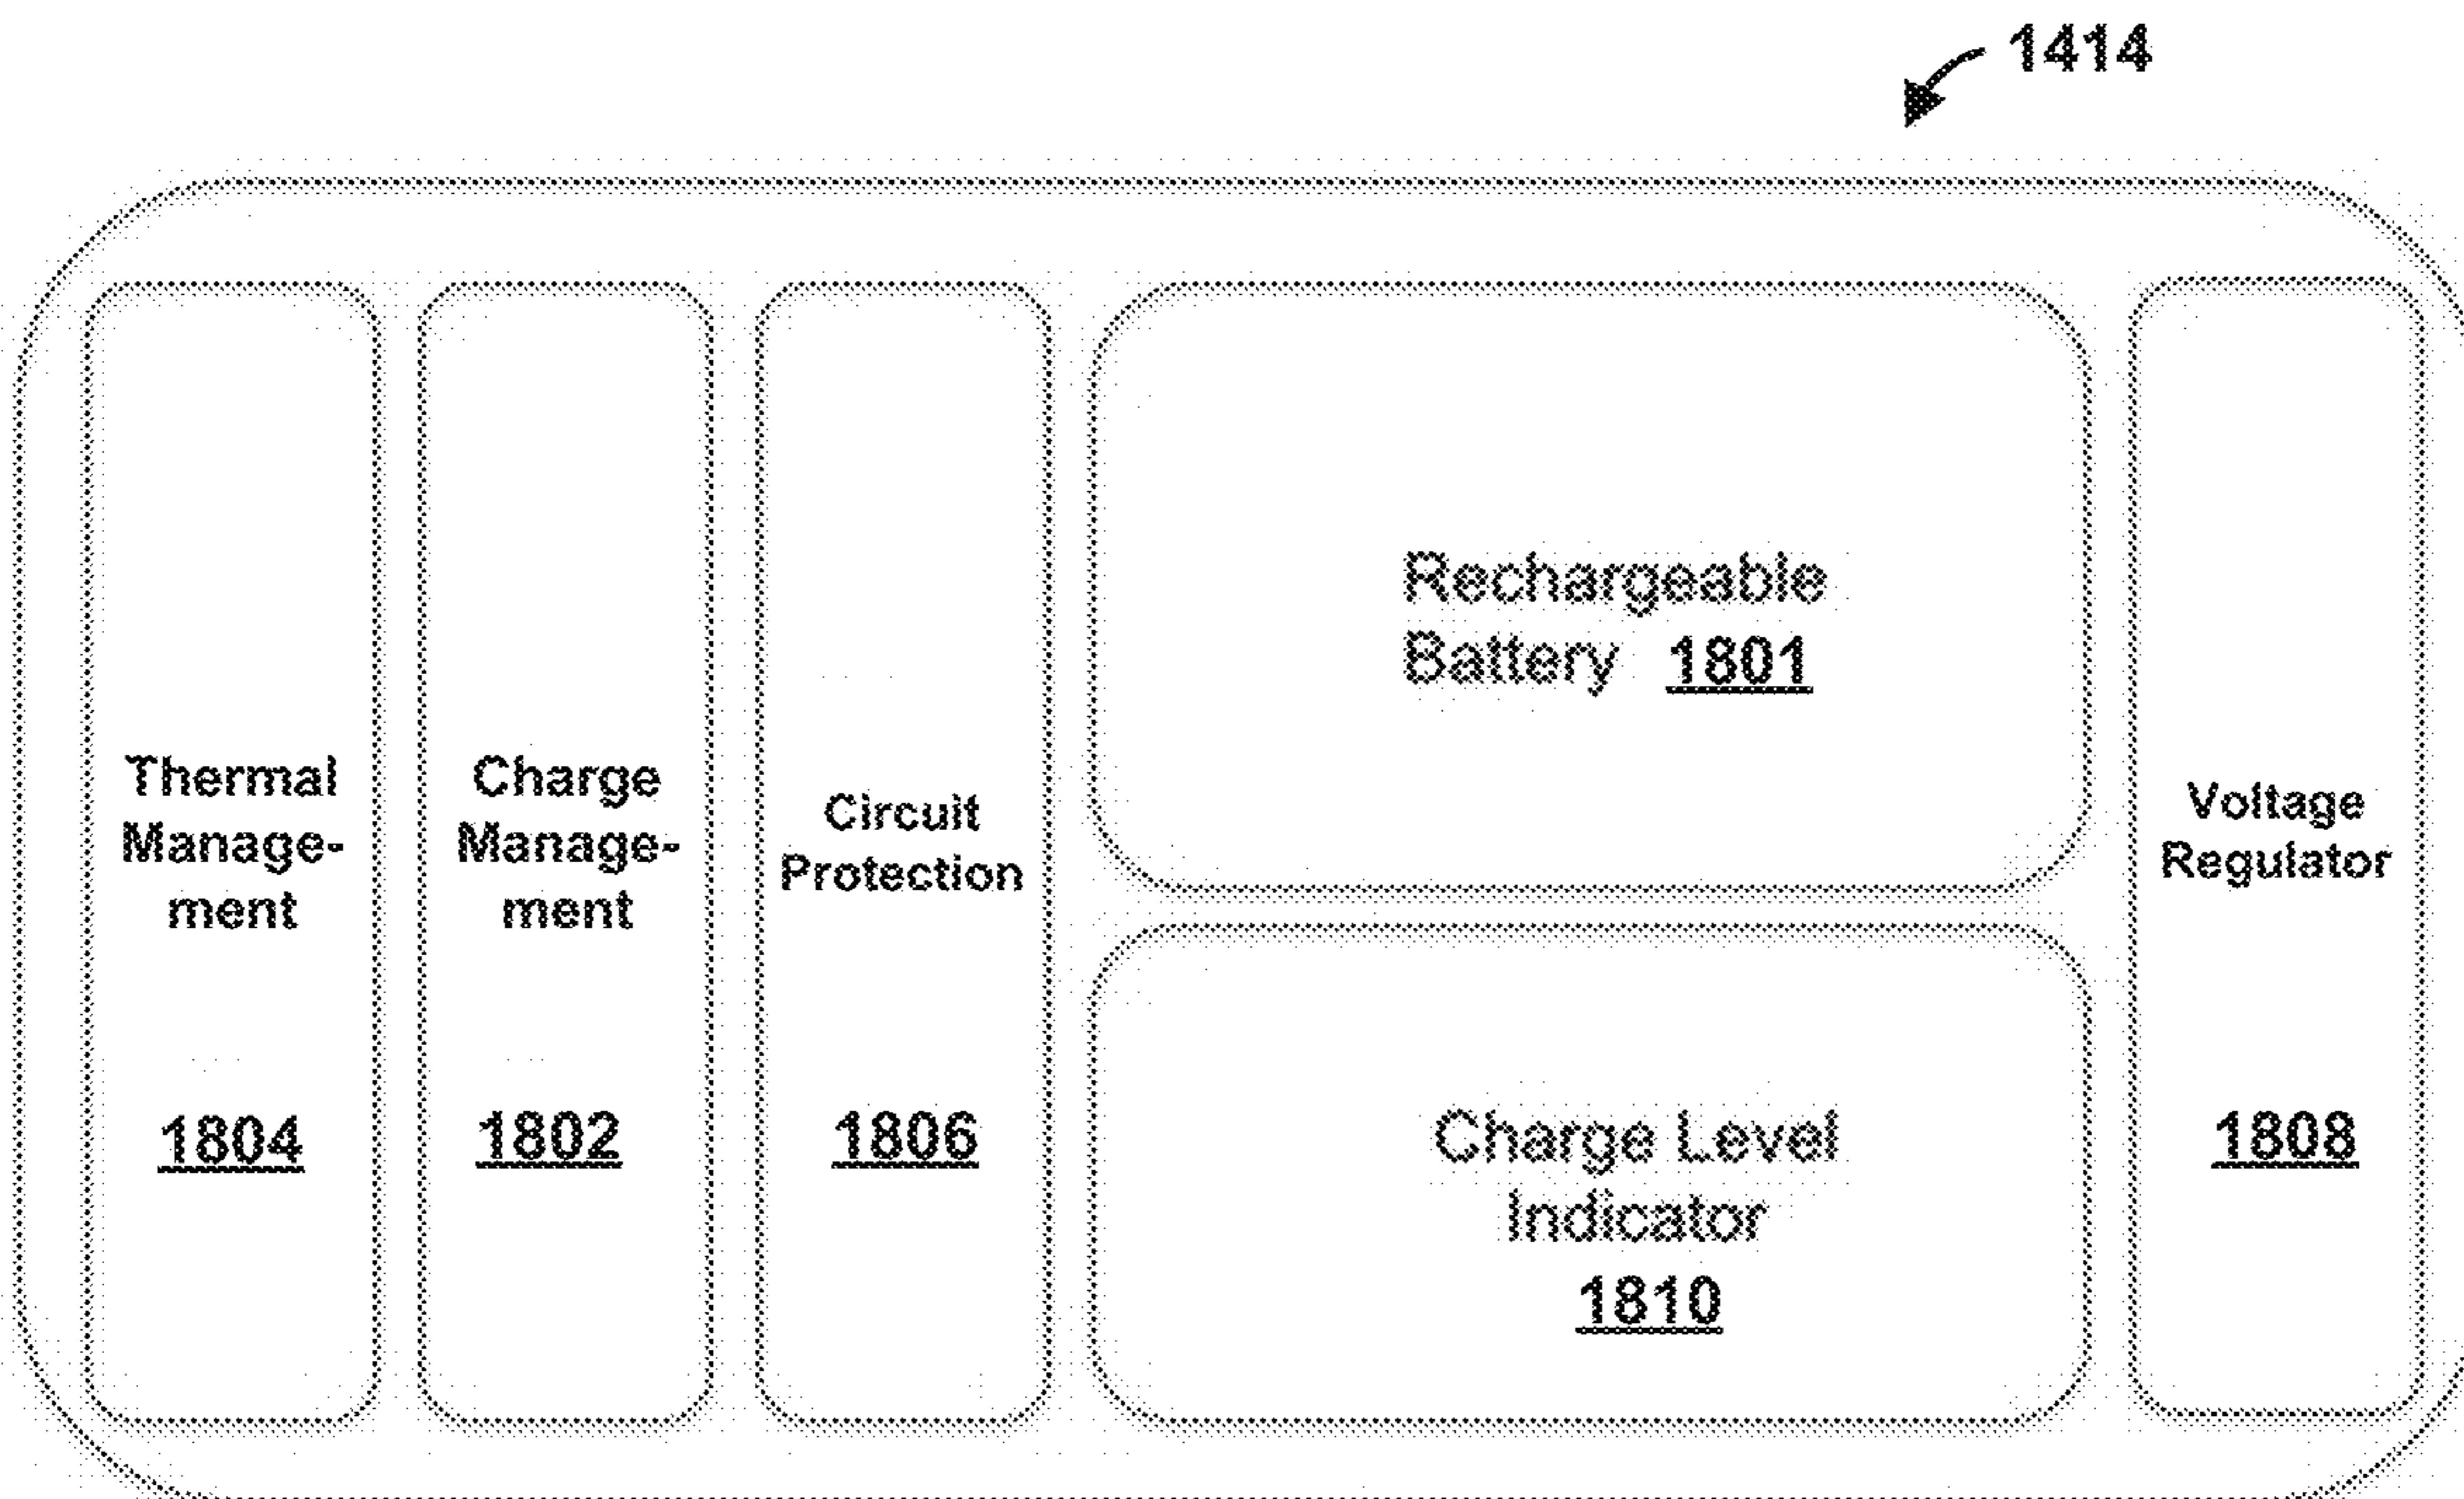 1414
Thermal
Manage-
ment
1804
Charge
Manage-
ment
1802
Circuit
Protection
1806
Rechargeable
Battery 1801
Charge Level
Indicator
1810
Voltage
Regulator
1808